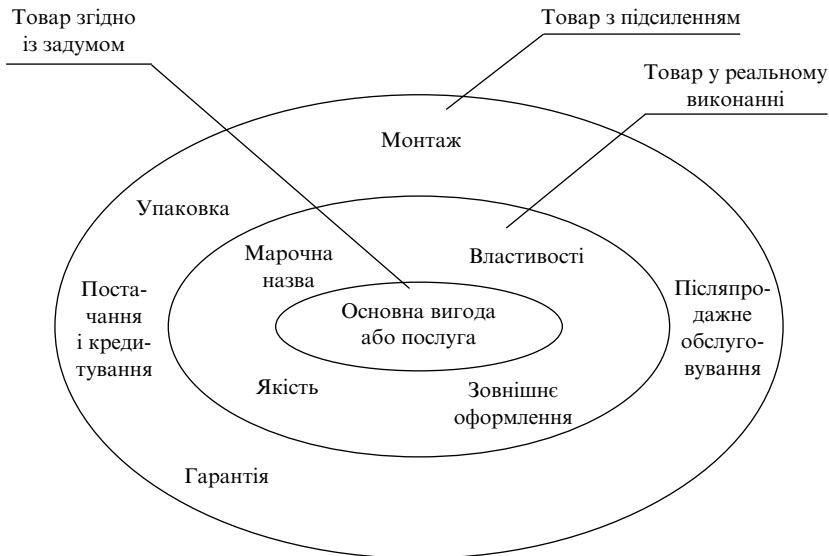 Товар згідно
із задумом
Товар з підсиленням
Товар у реальному
виконанні
Монтаж
Упаковка
Марочна
назва
Властивості
Поста-
чання
і креди-
тування
Основна вигода
або послуга
Післяпро-
дажне
обслуго-
вування
Якість
Зовнішнє
оформлення
Гарантія